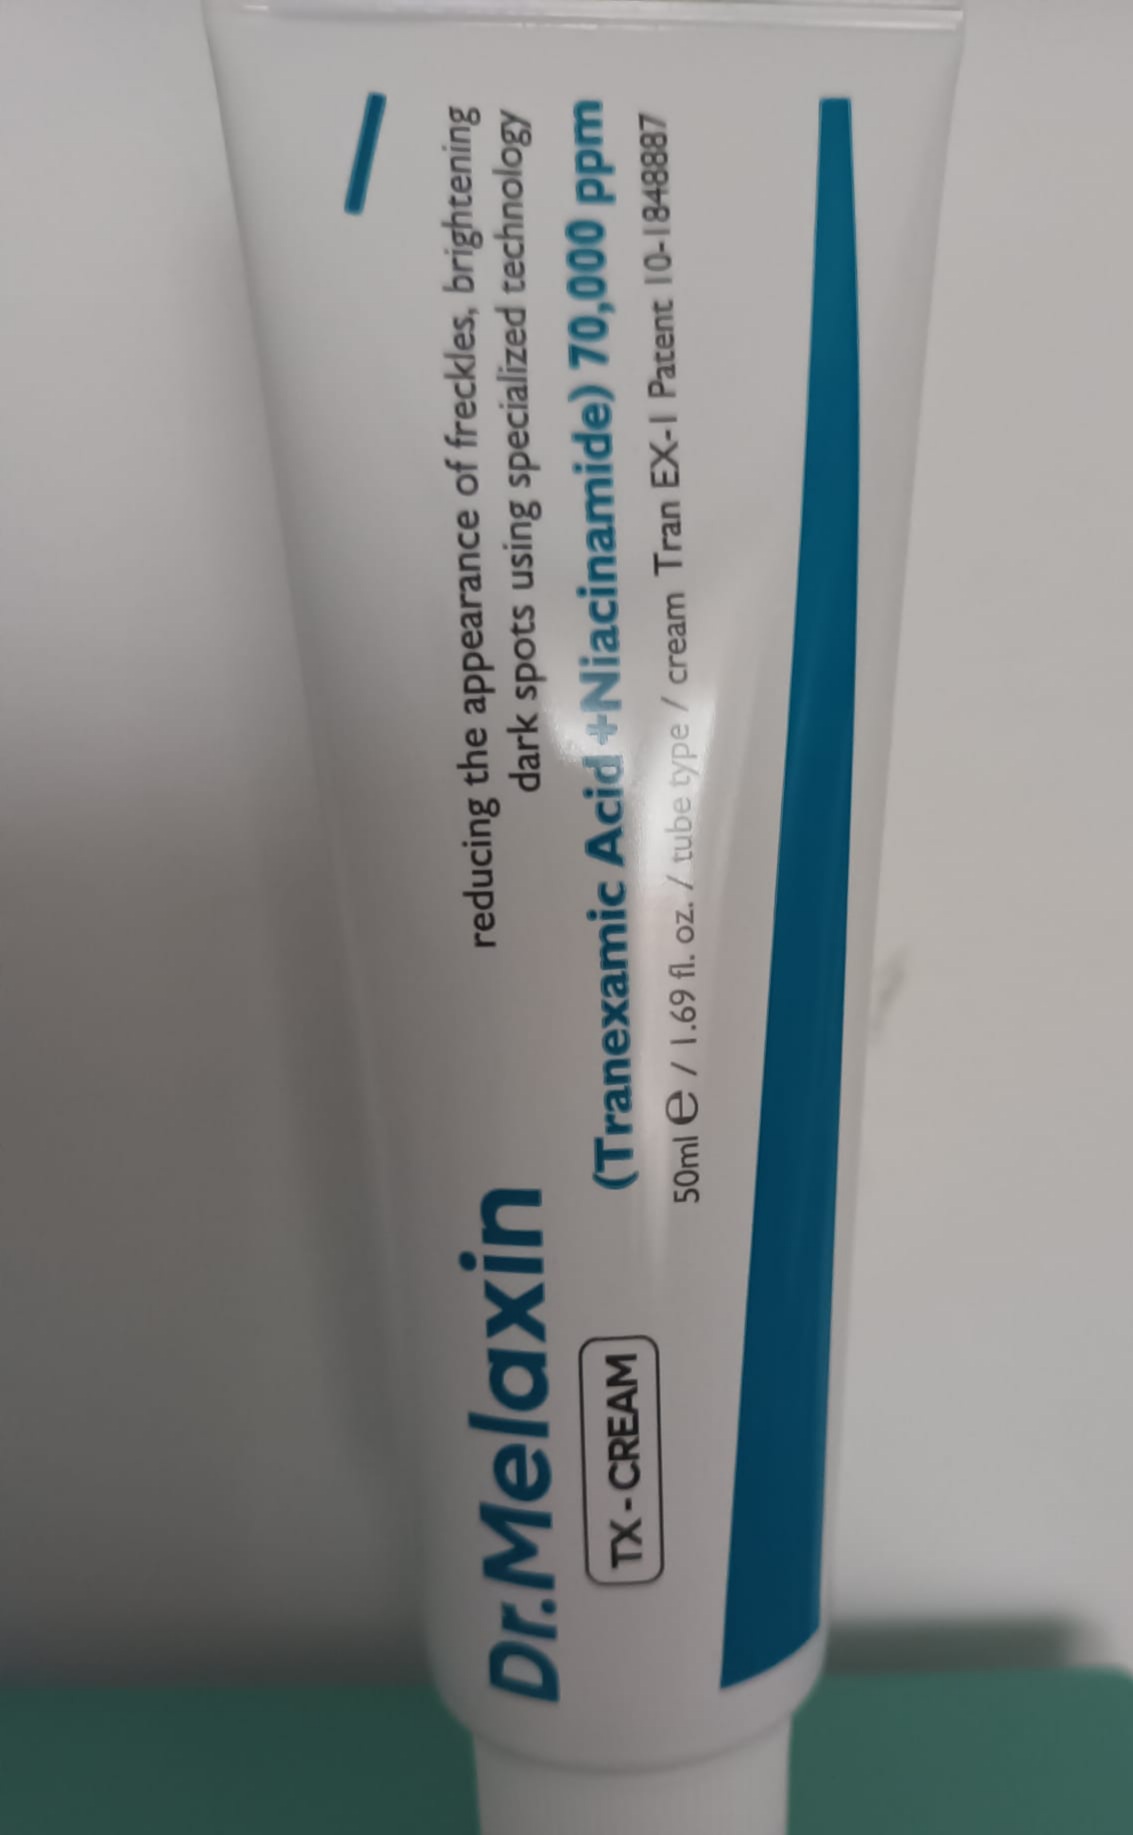 reducing the appearance of freckles, brightening
dark spots using specialized technology
Dr.Melaxin
(Tranexamic Acid +Niacinamide) 70,000 ppm
TX - CREAM
50ml ℮ / 1.69 fl. oz. / tube type / cream Tran EX-1 Patent 10-1848887